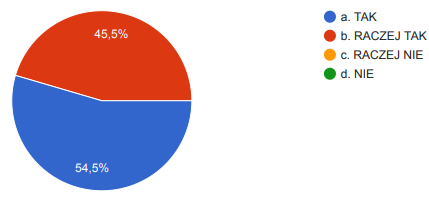 45,5%
54,5%
a. TAK
b. RACZEJ TAK
c. RACZEJ NIE
d. NIE